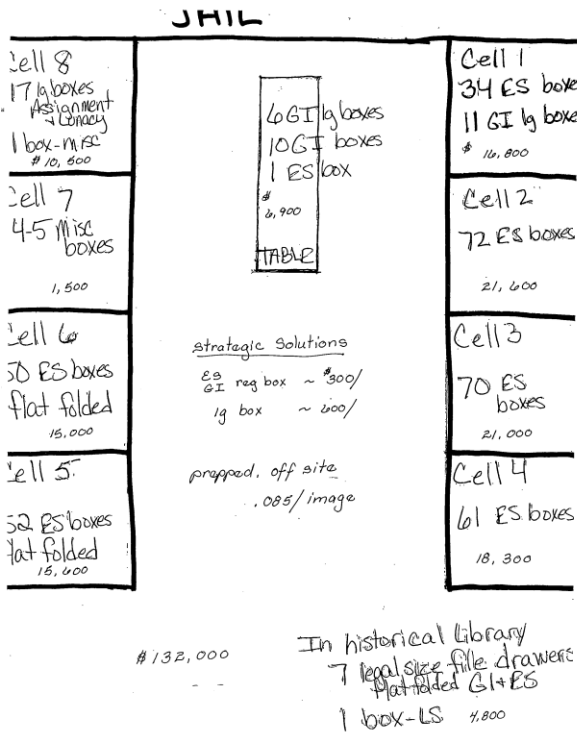 JAIL
Cell 8
17 lg boxes
Assignment
+ Lunacy
1 box-misc
$10,500
Cell 7
4-5 Misc
boxes
1,500
Cell 6
50 ES boxes
flat folded
15,000
Cell 5
52 ES boxes
flat folded
15,600
6 GI lg boxes
10 GI boxes
1 ES box
$
6,900
TABLE
Strategic Solutions
ES
GI reg box ~ $300/
lg box ~ 600/
prepped, off site
.085/image
Cell 1
34 ES boxe
11 GI lg boxe
$ 16,800
Cell 2
72 ES boxes
21,600
Cell 3
70 ES
boxes
21,000
Cell 4
61 ES boxes
18,300
$132,000
In historical Library
7 legal size file drawers
flat folded GI+ES
1 box-LS 4,800